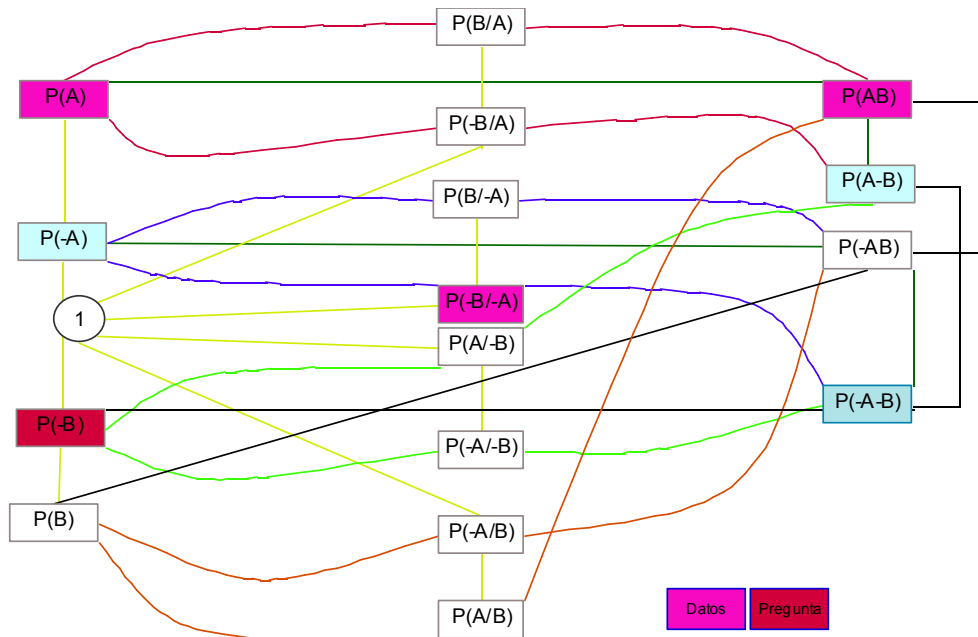 P(B/A)
P(A)
P(AB)
P(-B/A)
P(A-B)
P(B/-A)
P(-A)
P(-AB)
P(-B/-A)
1
P(A/-B)
P(-A-B)
P(-B)
P(-A/-B)
P(B)
P(-A/B)
P(A/B)
Datos
Pregunta